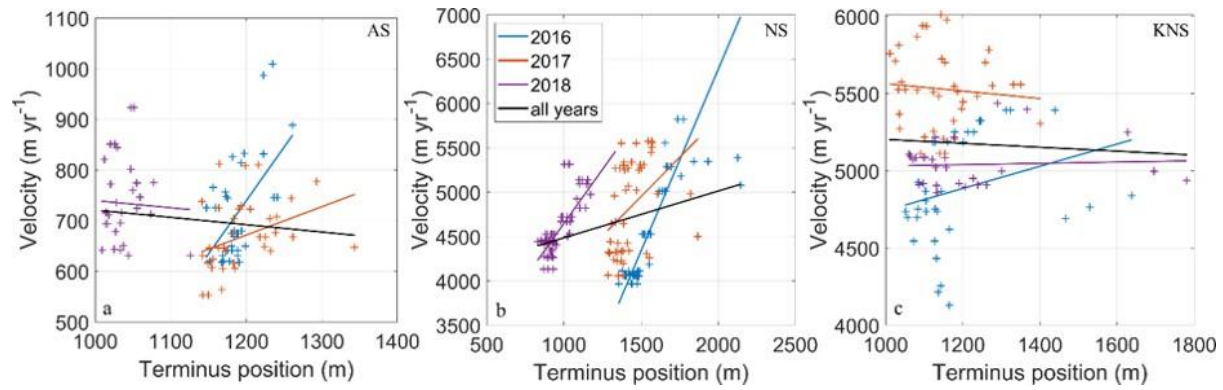 AS
1100
1000
900
800
700
600
500
Velocity (m yr⁻¹)
a
1000 1100 1200 1300 1400
Terminus position (m)
NS
7000
6500
6000
5500
5000
4500
4000
3500
Velocity (m yr⁻¹)
2016
2017
2018
all years
b
500 1000 1500 2000 2500
Terminus position (m)
KNS
6000
5500
5000
4500
4000
Velocity (m yr⁻¹)
c
1000 1200 1400 1600 1800
Terminus position (m)